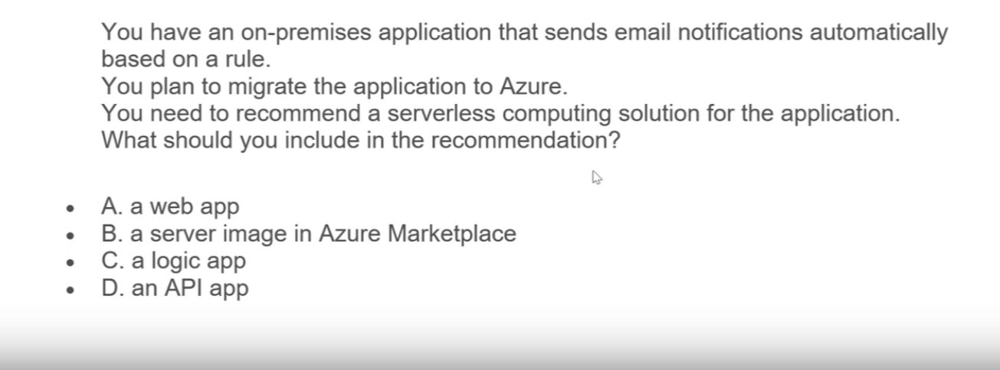 You have an on-premises application that sends email notifications automatically
based on a rule.
You plan to migrate the application to Azure.
You need to recommend a serverless computing solution for the application.
What should you include in the recommendation?
• A. a web app
• B. a server image in Azure Marketplace
• C. a logic app
• D. an API app